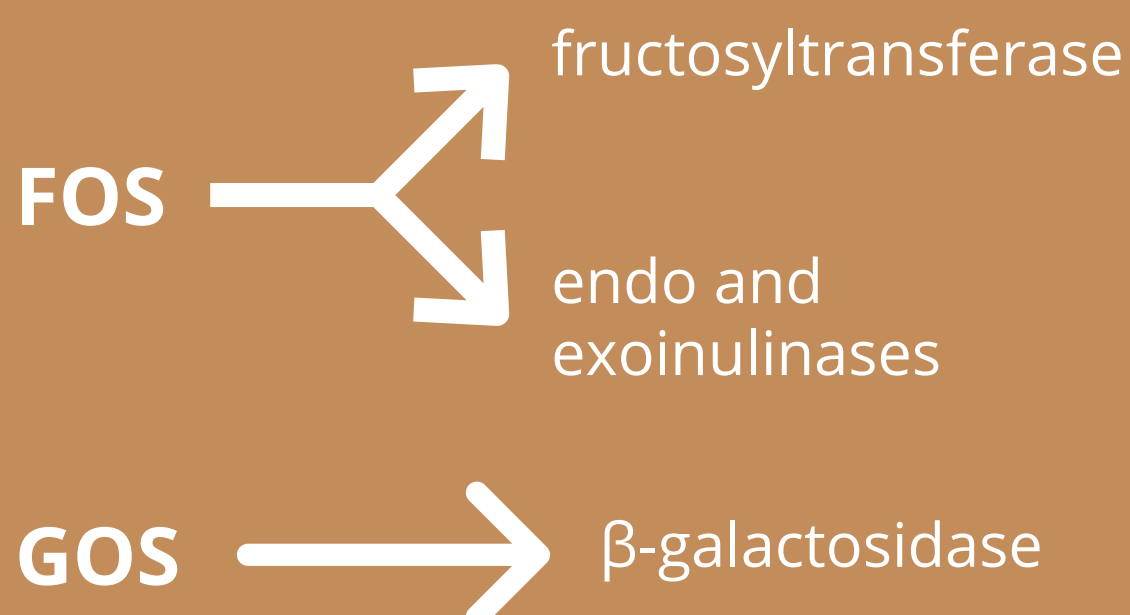 fructosyltransferase
FOS
endo and
exoinulinases
GOS
β-galactosidase